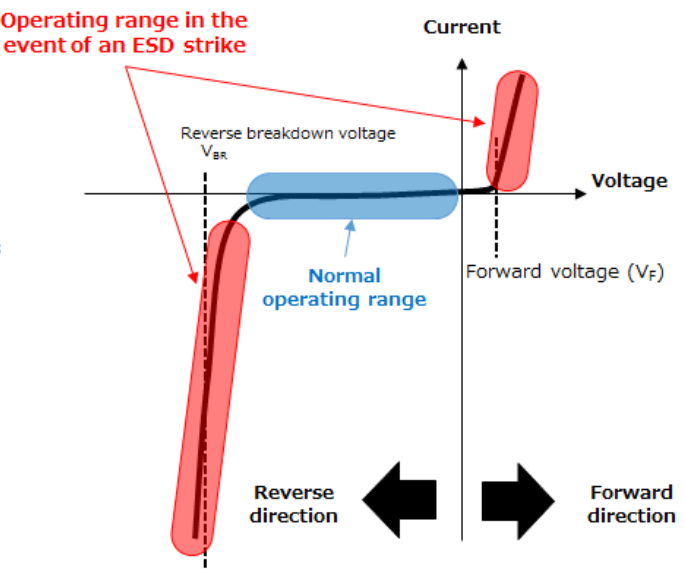 Operating range in the
event of an ESD strike
Current
Reverse breakdown voltage
VBR
Voltage
Normal
operating range
Forward voltage (VF)
Reverse
direction
Forward
direction